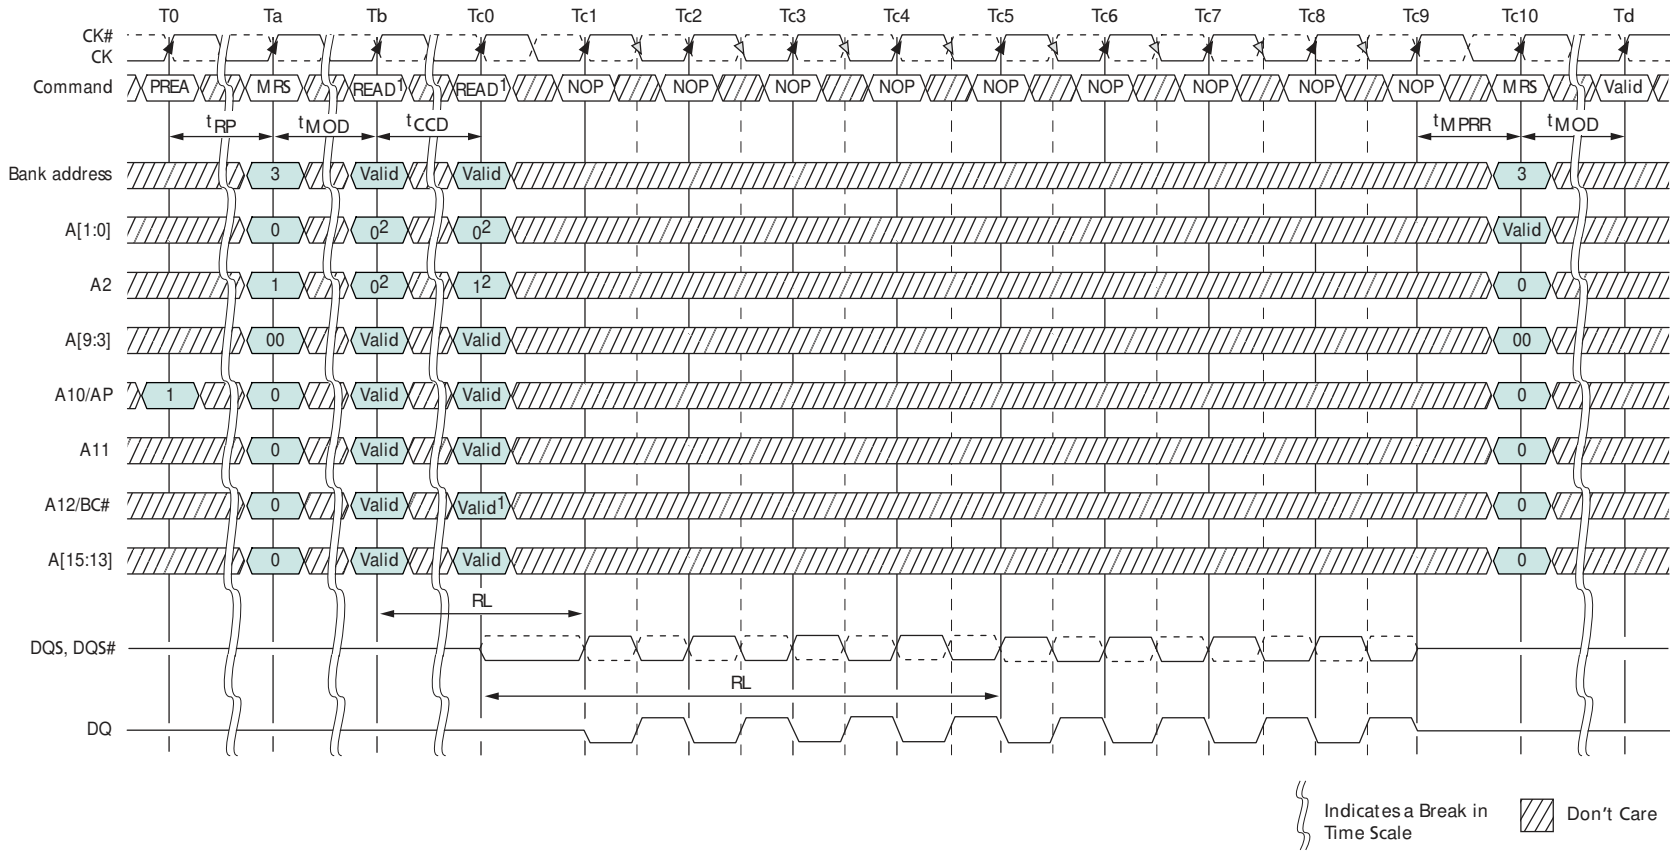 T0 Ta Tb Tc0 Tc1 Tc2 Tc3 Tc4 Tc5 Tc6 Tc7 Tc8 Tc9 Tc10 Td
CK#
CK
Command PREA MRS READ1 READ1 NOP NOP NOP NOP NOP NOP NOP NOP NOP MRS Valid
tRP tMOD tCCD tMPRR tMOD
Bank address 3 Valid Valid 3
A[1:0] 0 02 02 Valid
A2 1 02 12 0
A[9:3] 00 Valid Valid 00
A10/AP 1 0 Valid Valid 0
A11 0 Valid Valid 0
A12/BC# 0 Valid Valid1 0
A[15:13] 0 Valid Valid 0
RL
DQS, DQS#
RL
DQ
Indicates a Break in
Time Scale
Don't Care